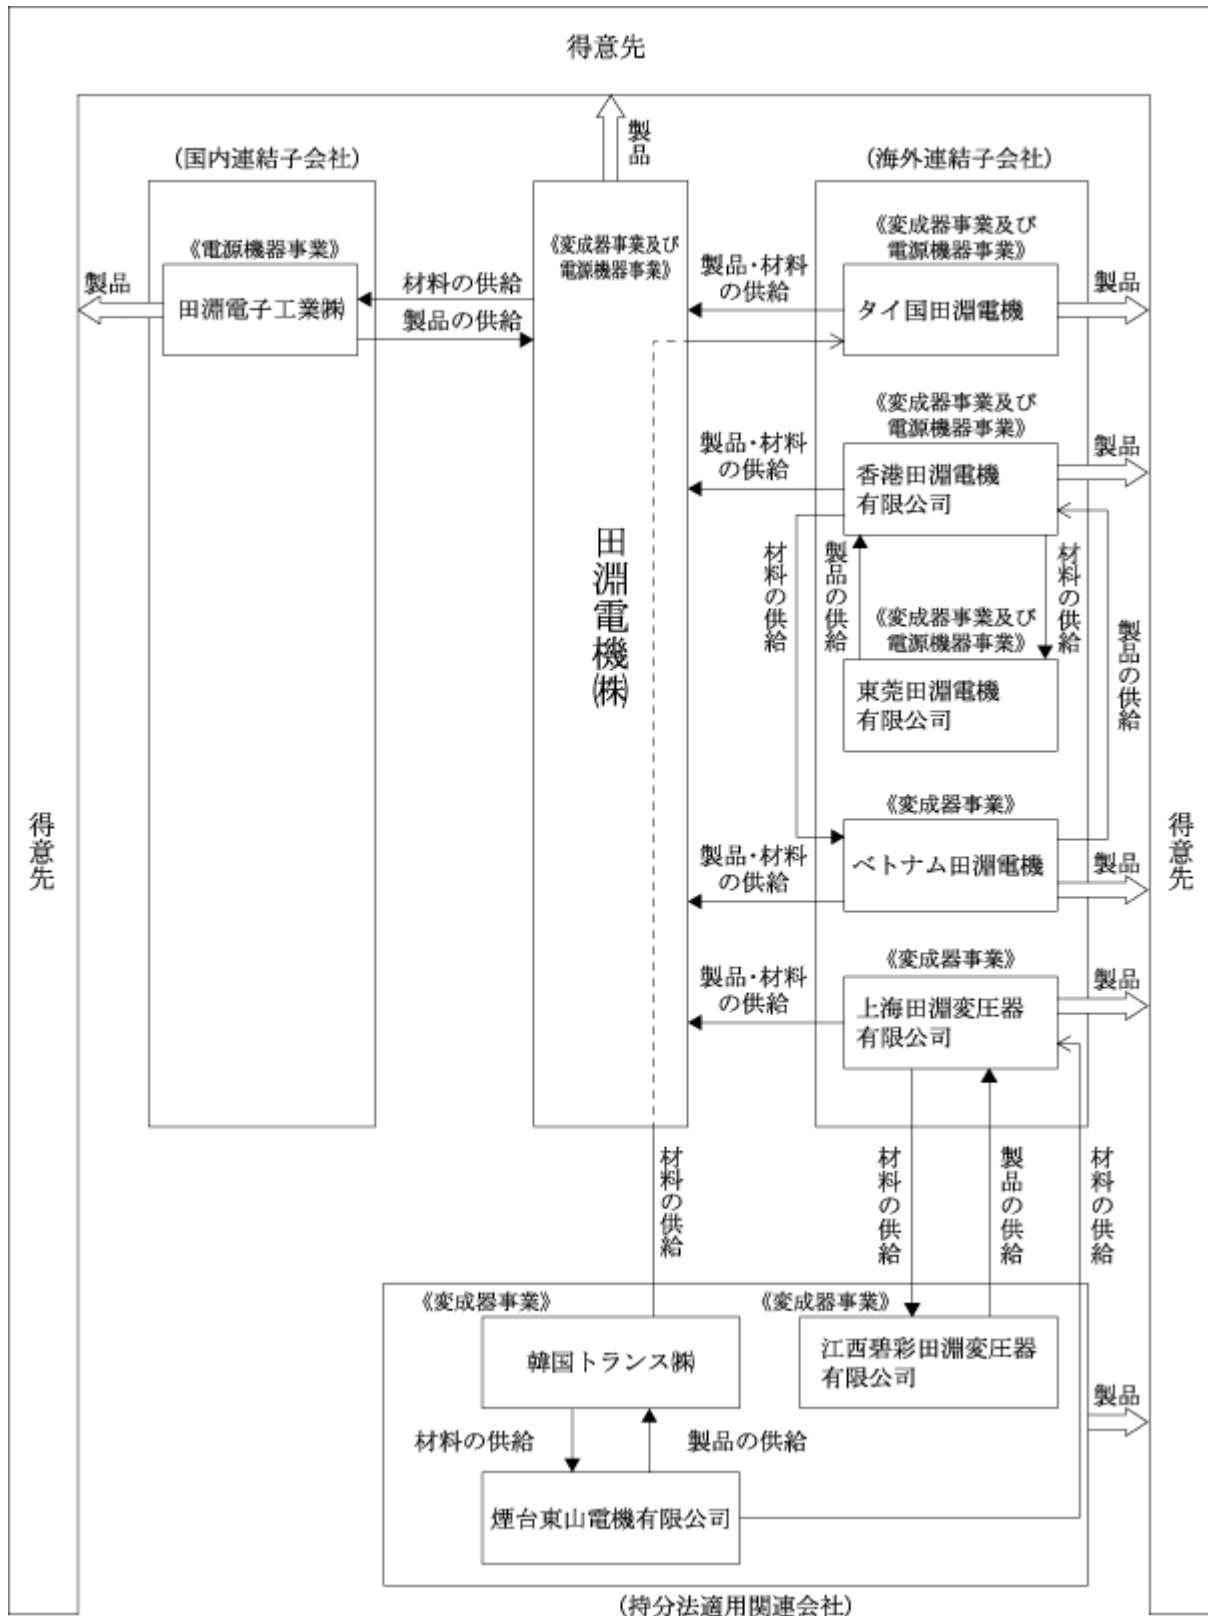 得意先
製品
(国内連結子会社)
(海外連結子会社)
《電源機器事業》
製品
田淵電子工業㈱
材料の供給
製品の供給
《変成器事業及び
電源機器事業》
田淵電機㈱
製品・材料
の供給
《変成器事業及び
電源機器事業》
タイ国田淵電機
製品
製品・材料
の供給
《変成器事業及び
電源機器事業》
香港田淵電機
有限公司
製品
材料の供給
製品の供給
材料の供給
製品の供給
《変成器事業及び
電源機器事業》
東莞田淵電機
有限公司
《変成器事業》
ベトナム田淵電機
製品・材料
の供給
製品
得意先
得意先
《変成器事業》
上海田淵変圧器
有限公司
製品・材料
の供給
製品
材料の供給
材料の供給
製品の供給
材料の供給
《変成器事業》
韓国トランス㈱
《変成器事業》
江西碧彩田淵変圧器
有限公司
製品
材料の供給
製品の供給
煙台東山電機有限公司
(持分法適用関連会社)